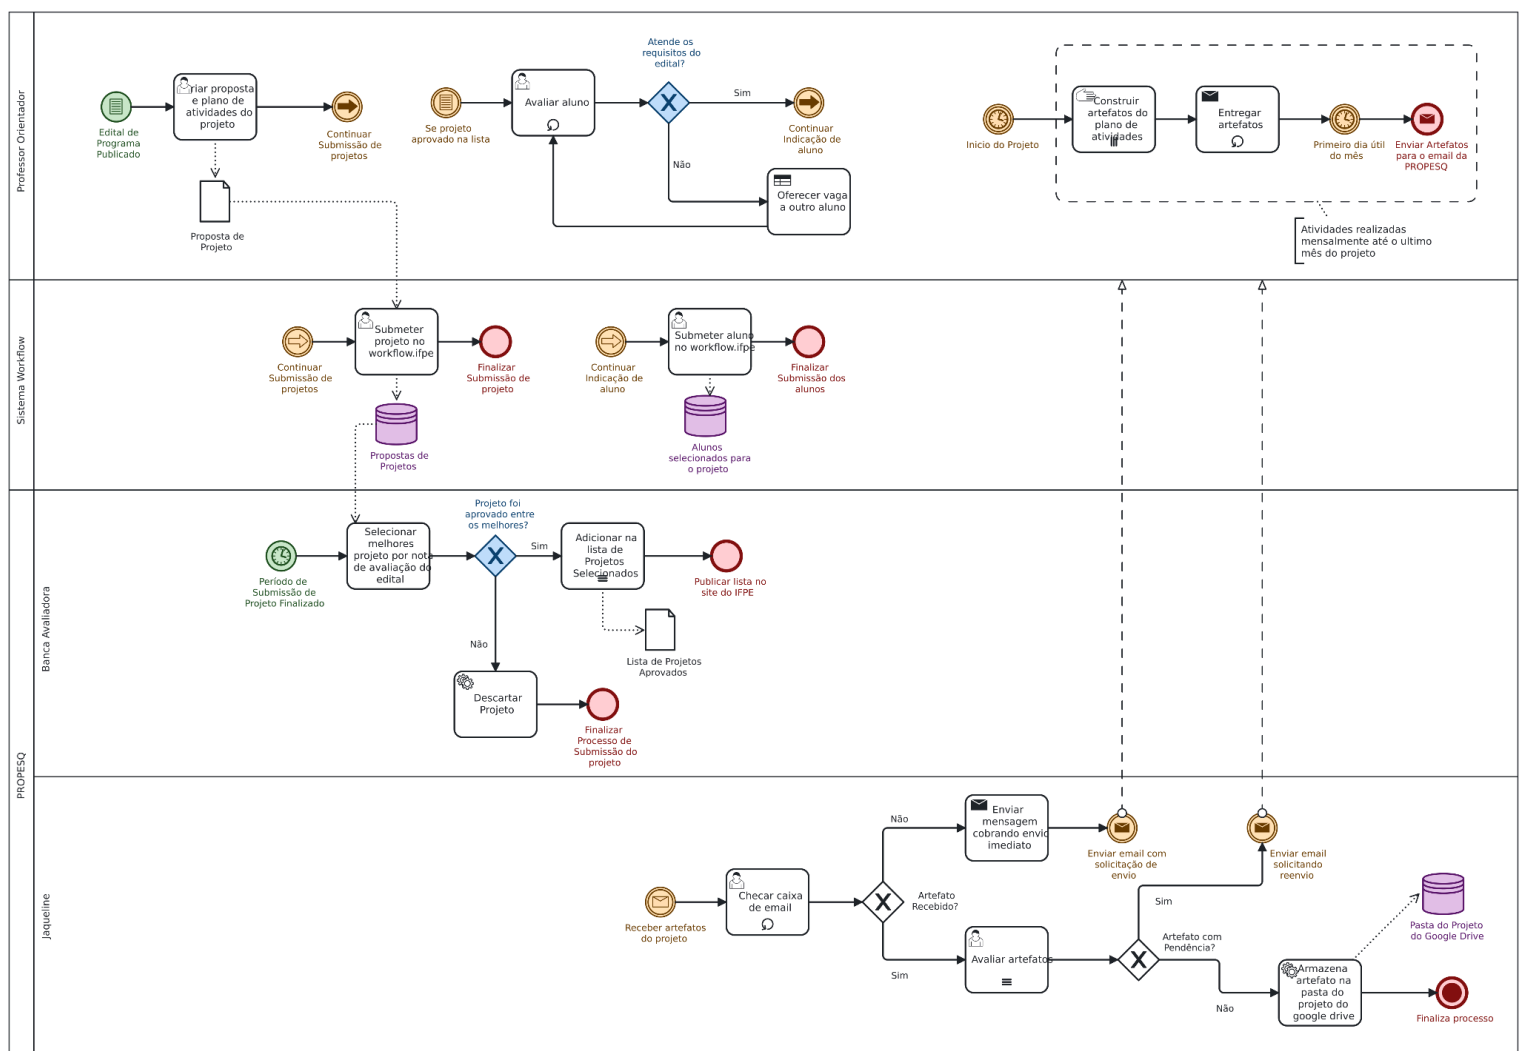 Professor Orientador
Edital de
Programa
Publicado
riar proposta
e plano de
atividades do
projeto
Continuar
Submissão de
projetos
Proposta de
Projeto
Se projeto
aprovado na lista
Avaliar aluno
Atende os
requisitos do
edital?
Sim
Não
Continuar
Indicação de
aluno
Oferecer vaga
a outro aluno
Inicio do Projeto
Construir
artefatos do
plano de
atividades
Entregar
artefatos
Primeiro dia útil
do mês
Enviar Artefatos
para o email da
PROPESQ
Atividades realizadas
mensalmente até o ultimo
mês do projeto
Sistema Workflow
Continuar
Submissão de
projetos
Submeter
projeto no
workflow.ifpe
Finalizar
Submissão de
projeto
Propostas de
Projetos
Continuar
Indicação de
aluno
Submeter aluno
no workflow.ifpe
Finalizar
Submissão dos
alunos
Alunos
selecionados para
o projeto
PROPESQ
Banca Avaliadora
Período de
Submissão de
Projeto Finalizado
Selecionar
melhores
projeto por nota
de avaliação do
edital
Projeto foi
aprovado entre
os melhores?
Sim
Não
Adicionar na
lista de
Projetos
Selecionados
Publicar lista no
site do IFPE
Lista de Projetos
Aprovados
Descartar
Projeto
Finalizar
Processo de
Submissão do
projeto
Jaqueline
Receber artefatos
do projeto
Checar caixa
de email
Artefato
Recebido?
Não
Sim
Enviar
mensagem
cobrando envio
imediato
Enviar email com
solicitação de
envio
Enviar email
solicitando
reenvio
Avaliar artefatos
Artefato com
Pendência?
Sim
Não
Armazena
artefato na
pasta do
projeto do
google drive
Pasta do Projeto
do Google Drive
Finaliza processo